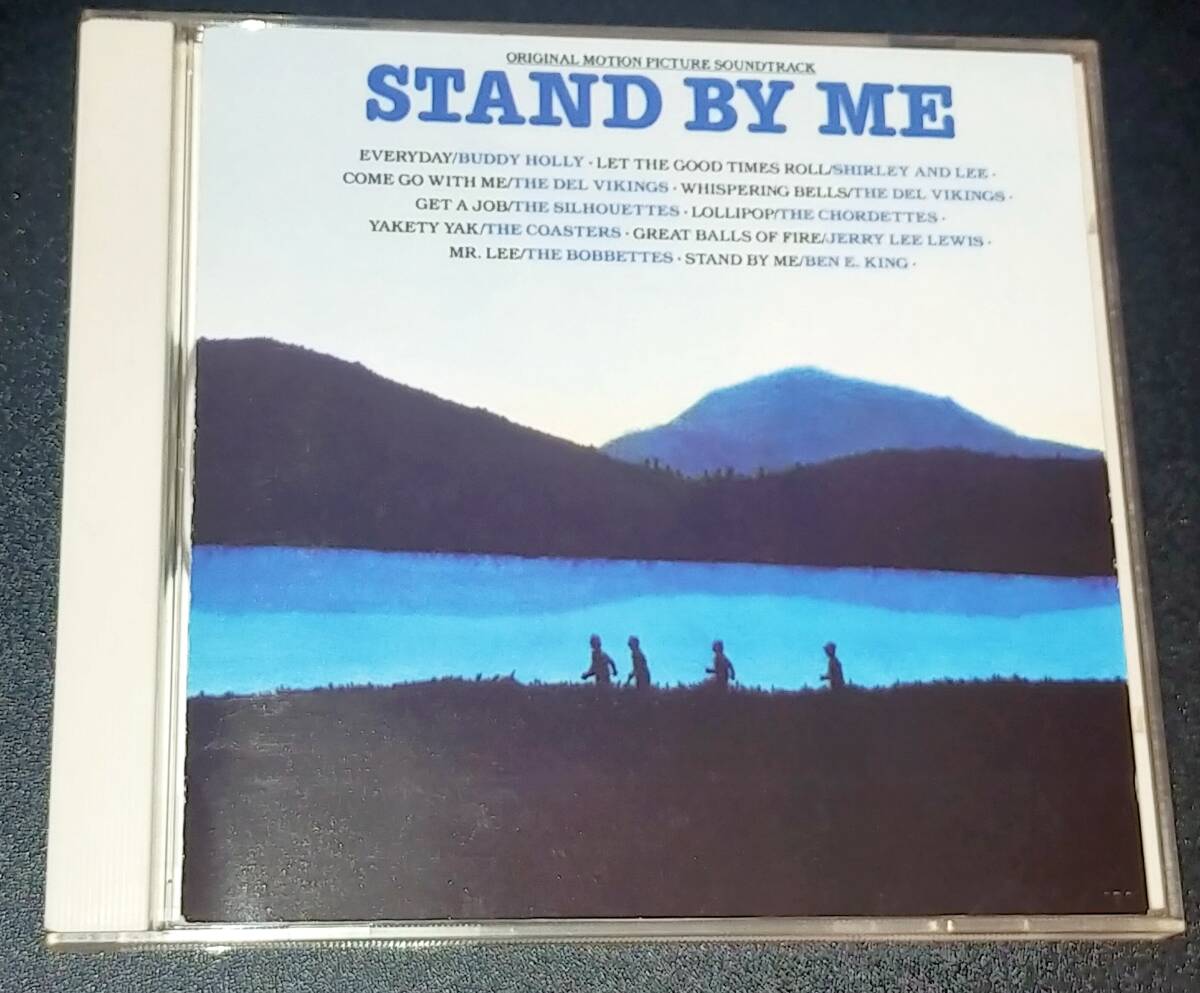 ORIGINAL MOTION PICTURE SOUNDTRACK
STAND BY ME
EVERYDAY/BUDDY HOLLY · LET THE GOOD TIMES ROLL/SHIRLEY AND LEE ·
COME GO WITH ME/THE DEL VIKINGS · WHISPERING BELLS/THE DEL VIKINGS ·
GET A JOB/THE SILHOUETTES · LOLLIPOP/THE CHORDETTES ·
YAKETY YAK/THE COASTERS · GREAT BALLS OF FIRE/JERRY LEE LEWIS ·
MR. LEE/THE BOBBETTES · STAND BY ME/BEN E. KING ·